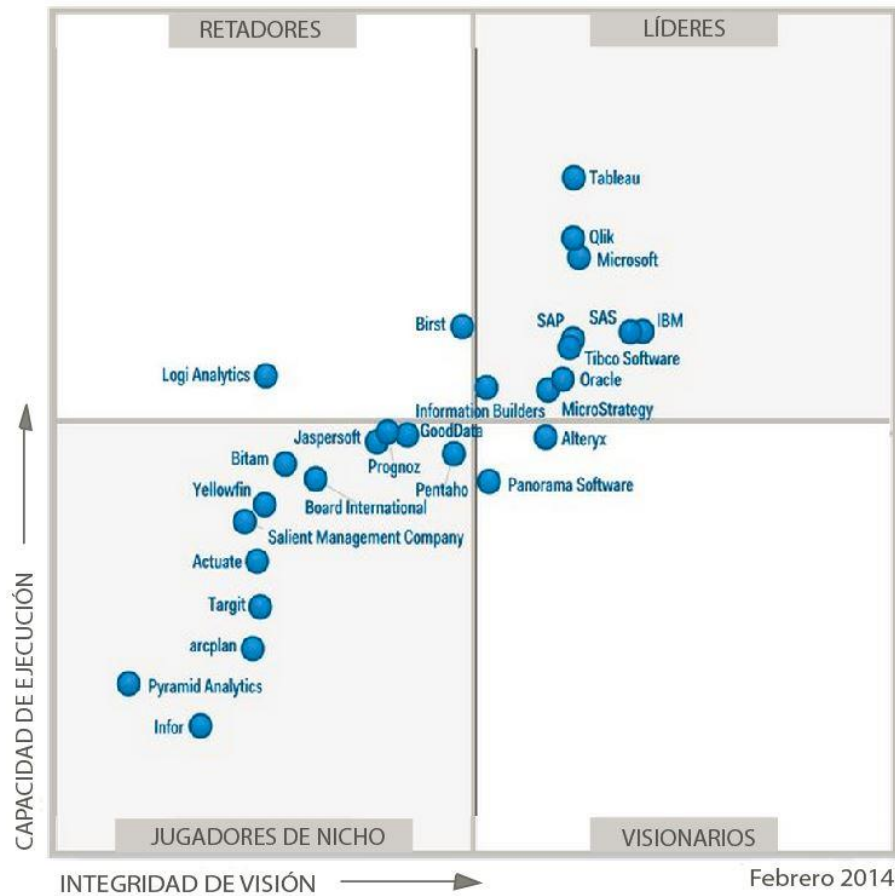 RETADORES
LÍDERES
Tableau
Qlik
Microsoft
Birst
SAP
SAS
IBM
Tibco Software
Logi Analytics
Oracle
Information Builders
MicroStrategy
Jaspersoft
GoodData
Alteryx
Bitam
Prognoz
Yellowfin
Pentaho
Panorama Software
Board International
Salient Management Company
Actuate
Targit
arcplan
Pyramid Analytics
Infor
CAPACIDAD DE EJECUCIÓN
JUGADORES DE NICHO
VISIONARIOS
INTEGRIDAD DE VISIÓN
Febrero 2014